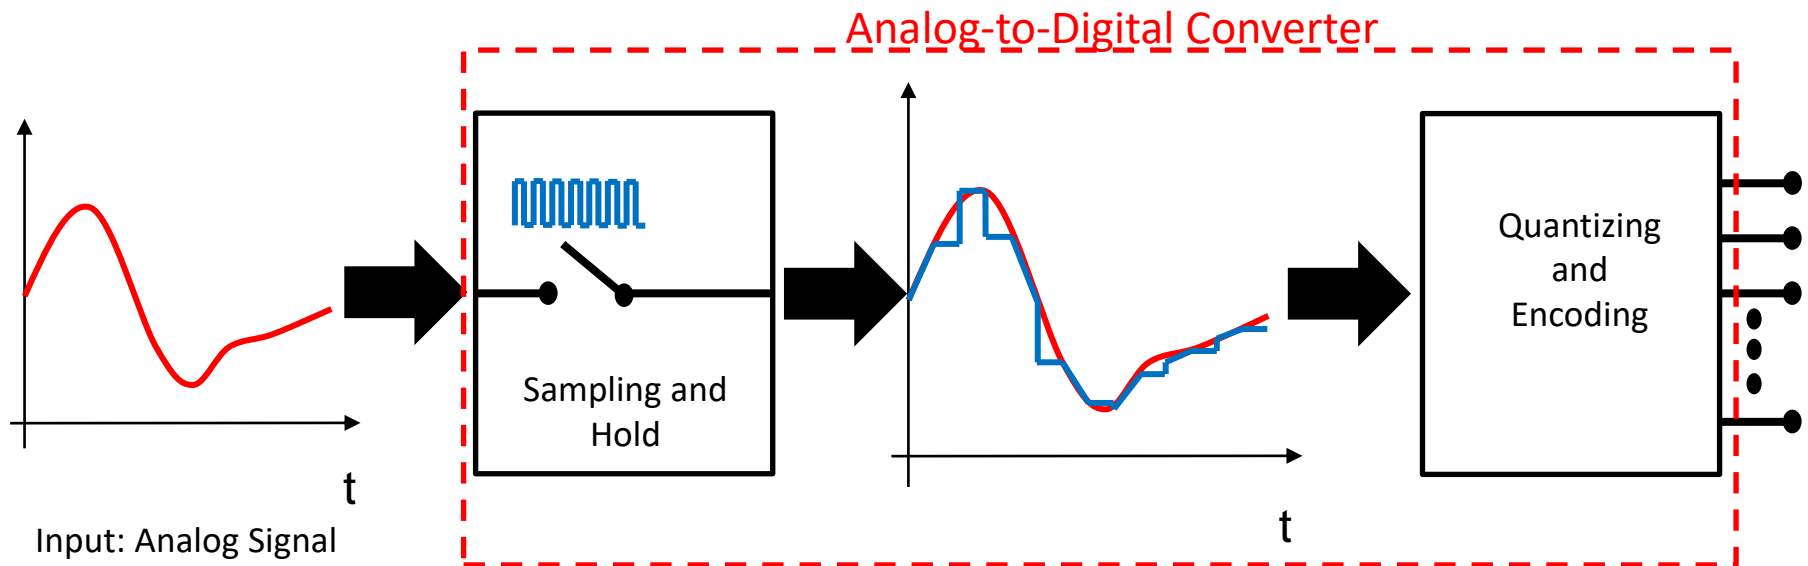 Analog-to-Digital Converter
Sampling and
Hold
Quantizing
and
Encoding
t
t
Input: Analog Signal